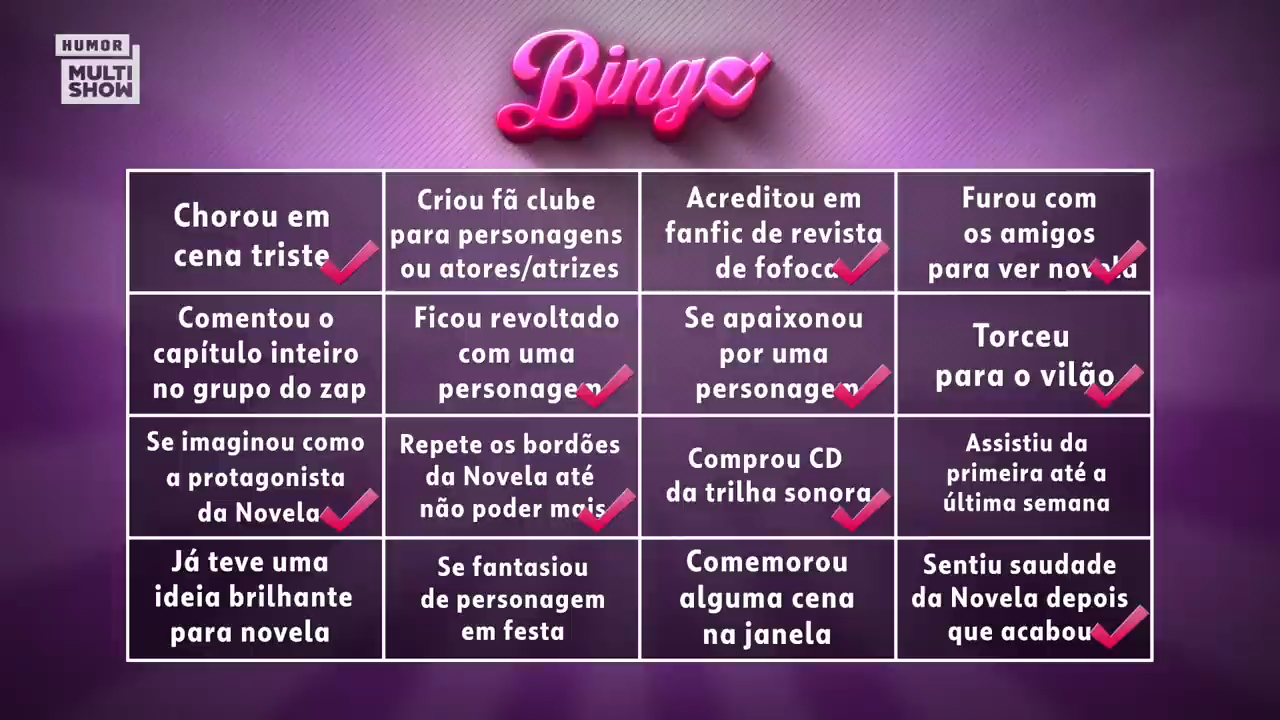 HUMOR
MULTI
SHOW
Bingo
Chorou em
cena triste
Criou fã clube
para personagens
ou atores/atrizes
Acreditou em
fanfic de revista
de fofoca
Furou com
os amigos
para ver novela
Comentou o
capítulo inteiro
no grupo do zap
Ficou revoltado
com uma
personagem
Se apaixonou
por uma
personagem
Torceu
para o vilão
Se imaginou como
a protagonista
da Novela
Repete os bordões
da Novela até
não poder mais
Comprou CD
da trilha sonora
Assistiu da
primeira até a
última semana
Já teve uma
ideia brilhante
para novela
Se fantasiou
de personagem
em festa
Comemorou
alguma cena
na janela
Sentiu saudade
da Novela depois
que acabou